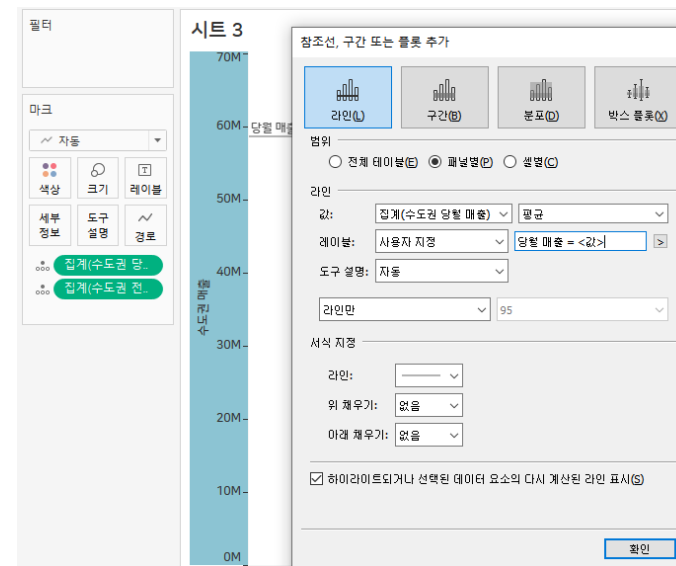 필터
마크
자동
색상
크기
레이블
세부 정보
도구 설명
경로
집계(수도권 당..
집계(수도권 전..
시트 3
70M
60M
50M
40M
30M
20M
10M
0M
수도권 매출
당월 매출
참조선, 구간 또는 플롯 추가
라인(L)
구간(B)
분포(D)
박스 플롯(X)
범위
전체 테이블(E)
패널별(P)
셀별(C)
라인
값:
집계(수도권 당월 매출)
평균
레이블:
사용자 지정
당월 매출 = <값>
>
도구 설명:
자동
라인만
95
서식 지정
라인:
위 채우기:
없음
아래 채우기:
없음
하이라이트되거나 선택된 데이터 요소의 다시 계산된 라인 표시(S)
확인